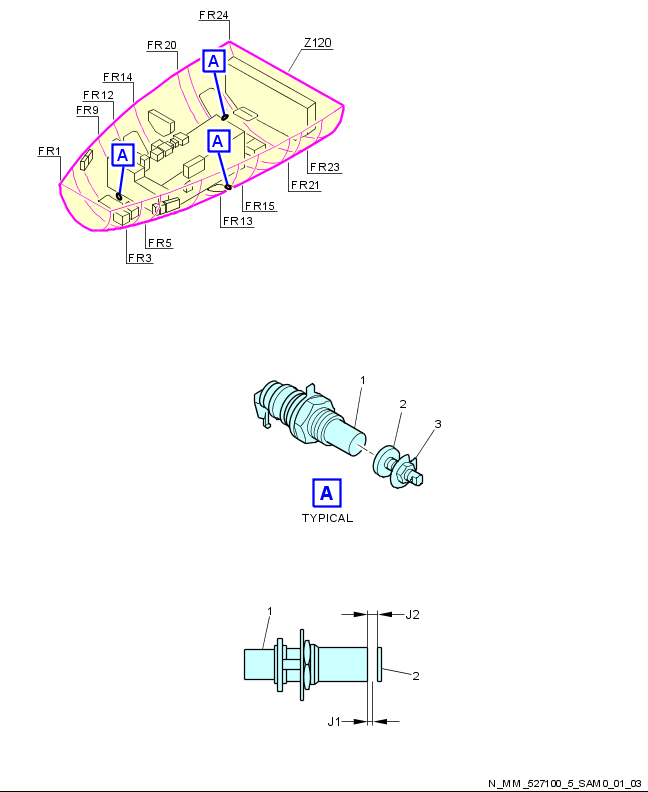 FR24
Z120
FR20
A
FR14
FR12
FR9
A
A
FR1
FR23
FR21
FR15
FR13
FR5
FR3
1
2
3
A
TYPICAL
1
J2
2
J1
N_MM_527100_5_SAM0_01_03